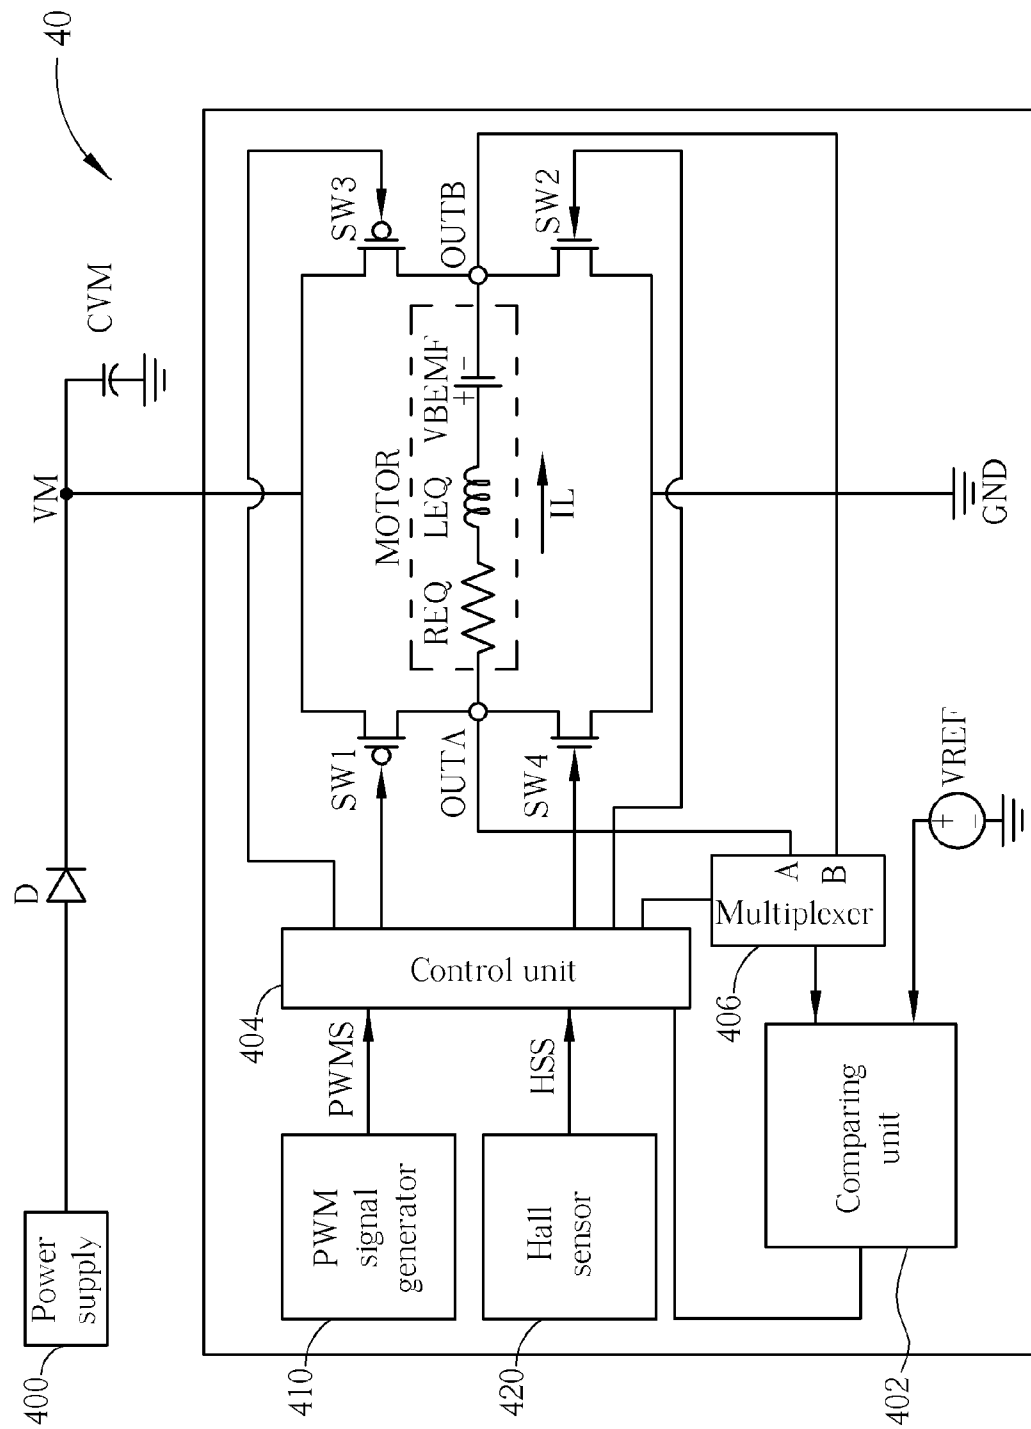 40
Power
supply
400
D
VM
CVM
PWM
signal
generator
410
PWMS
Hall
sensor
420
HSS
Control unit
404
SW1
SW3
OUTA
MOTOR
REQ
LEQ
VBEMF
+
-
OUTB
IL
SW4
SW2
GND
A
B
Multiplexer
406
Comparing
unit
402
VREF
+
-